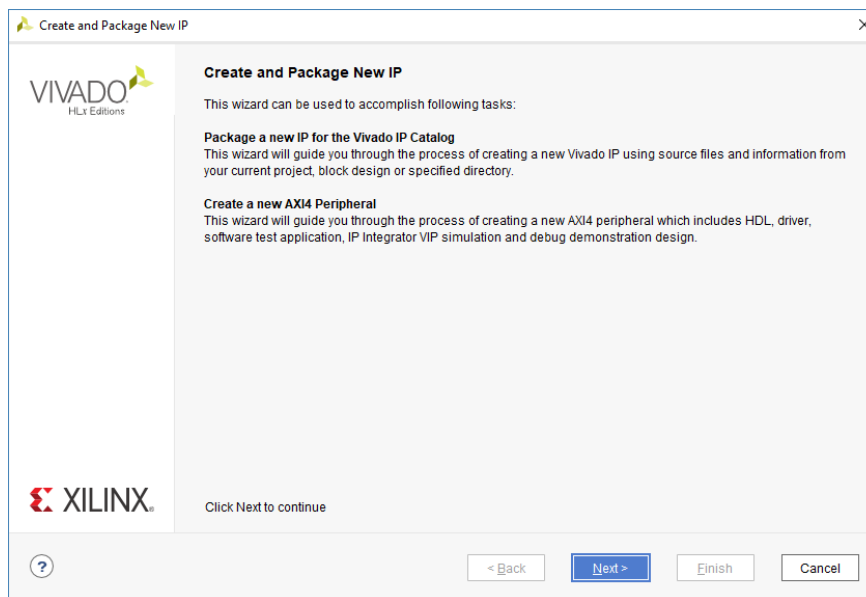 Create and Package New IP
VIVADO.
HLx Editions
Create and Package New IP
This wizard can be used to accomplish following tasks:
Package a new IP for the Vivado IP Catalog
This wizard will guide you through the process of creating a new Vivado IP using source files and information from
your current project, block design or specified directory.
Create a new AXI4 Peripheral
This wizard will guide you through the process of creating a new AXI4 peripheral which includes HDL, driver,
software test application, IP Integrator VIP simulation and debug demonstration design.
XILINX®
Click Next to continue
?
< Back
Next >
Finish
Cancel